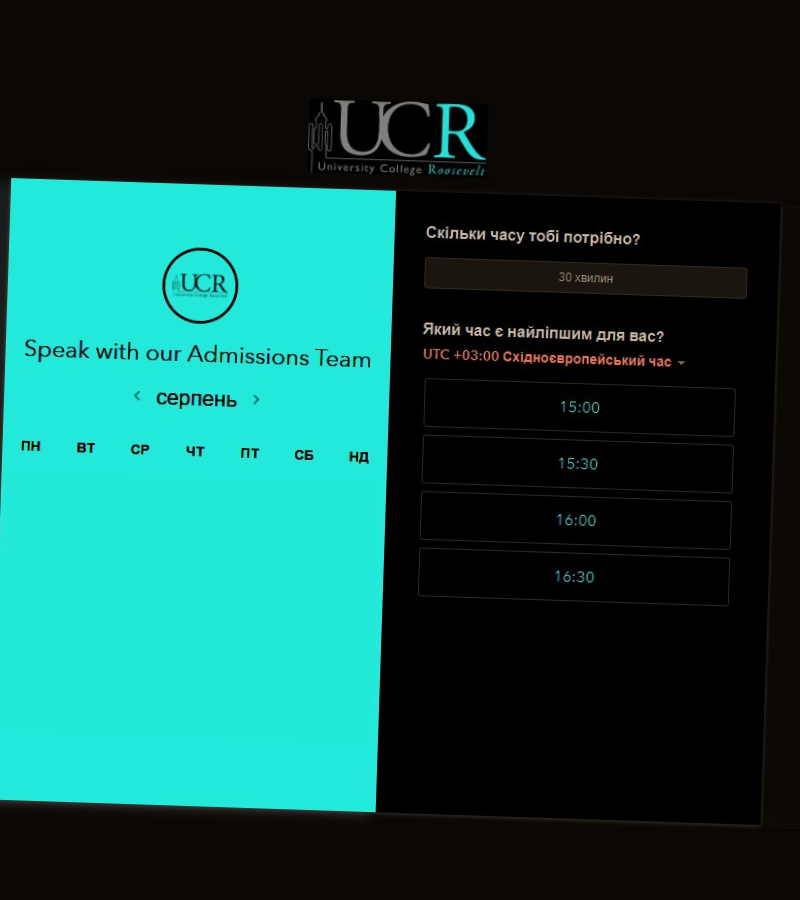 UCR
University College Roosevelt
UCR
University College Roosevelt
Speak with our Admissions Team
серпень
ПН ВТ СР ЧТ ПТ СБ НД
Скільки часу тобі потрібно?
30 хвилин
Який час є найліпшим для вас?
UTC +03:00 Східноєвропейський час
15:00
15:30
16:00
16:30